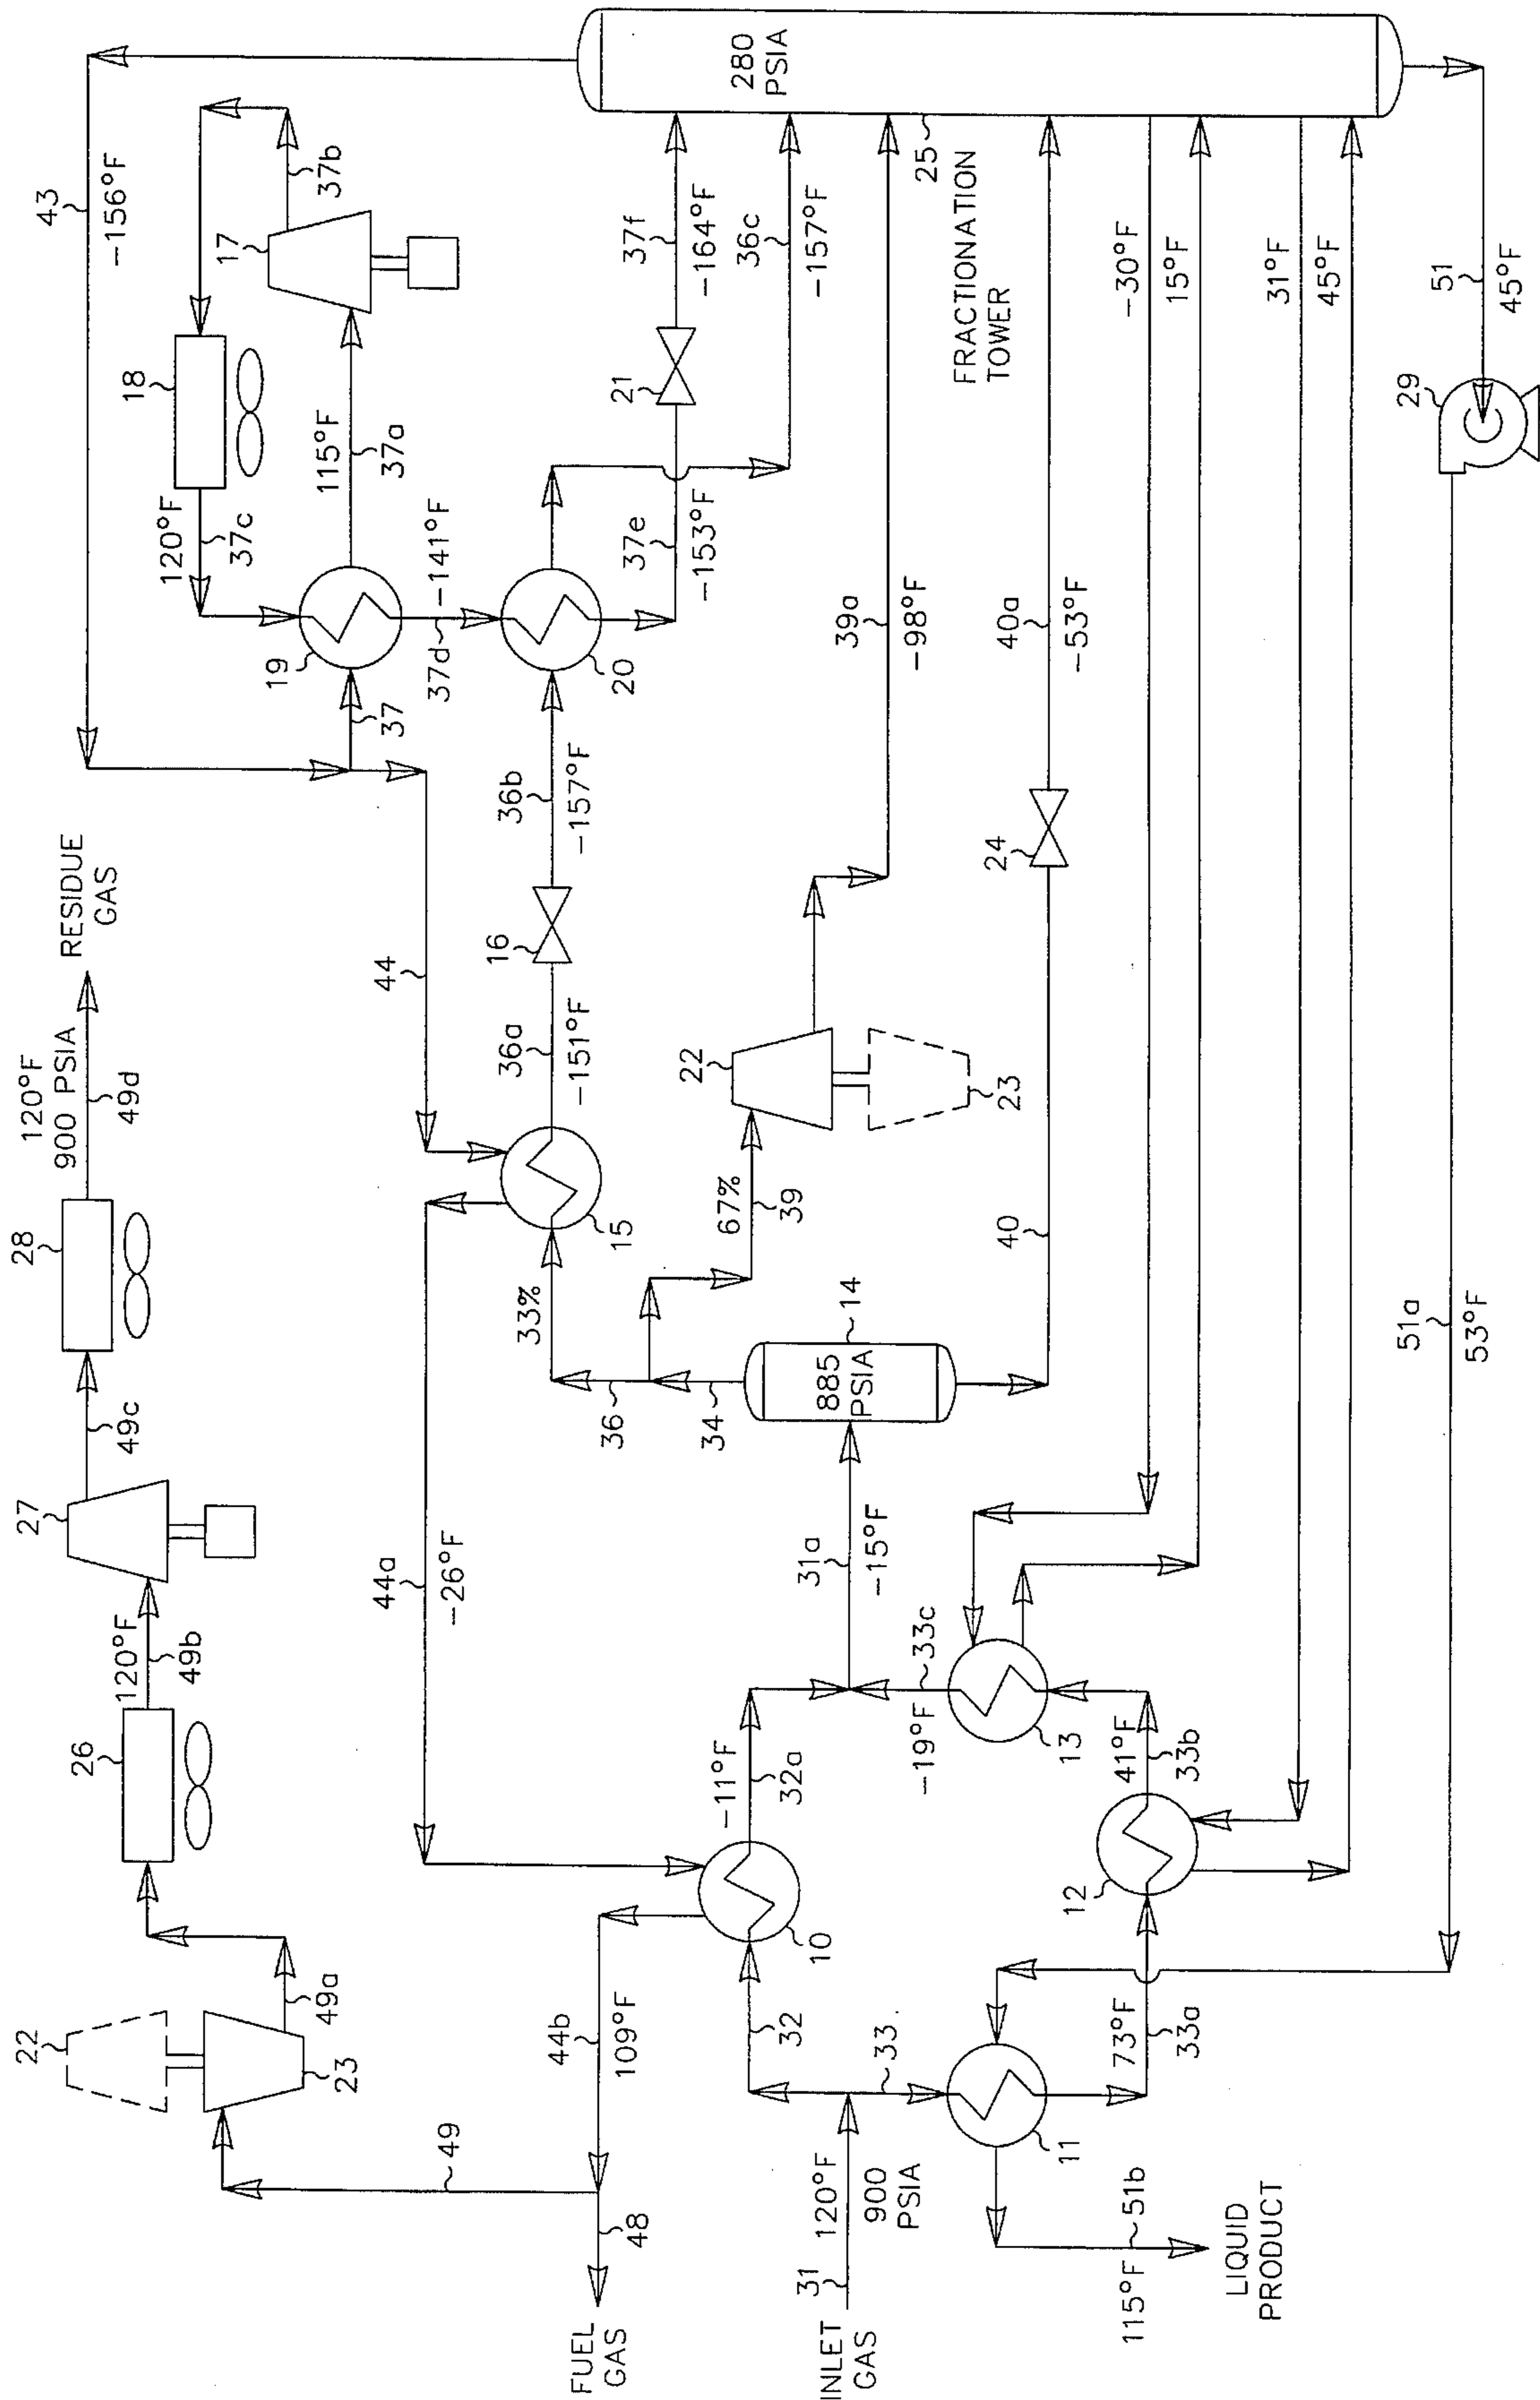 RESIDUE
GAS
120°F
900 PSIA
49d
28
49c
27
120°F
49b
26
49a
22
23
49
48
FUEL
GAS
44b
109°F
43
-156°F
37b
17
18
120°F
37c
115°F
37a
19
37
-141°F
37d
20
37e
-153°F
21
37f
-164°F
36c
-157°F
280
PSIA
25
FRACTIONATION
TOWER
44
36b
-157°F
16
36a
-151°F
15
33%
36
34
67%
39
22
23
39a
-98°F
40a
-53°F
24
40
14
885
PSIA
44a
-26°F
31a
-15°F
-11°F
32a
33c
-19°F
13
41°F
33b
12
10
32
33
73°F
33a
11
INLET
GAS
31
120°F
900
PSIA
51b
115°F
LIQUID
PRODUCT
-30°F
15°F
31°F
45°F
51
45°F
29
51a
53°F